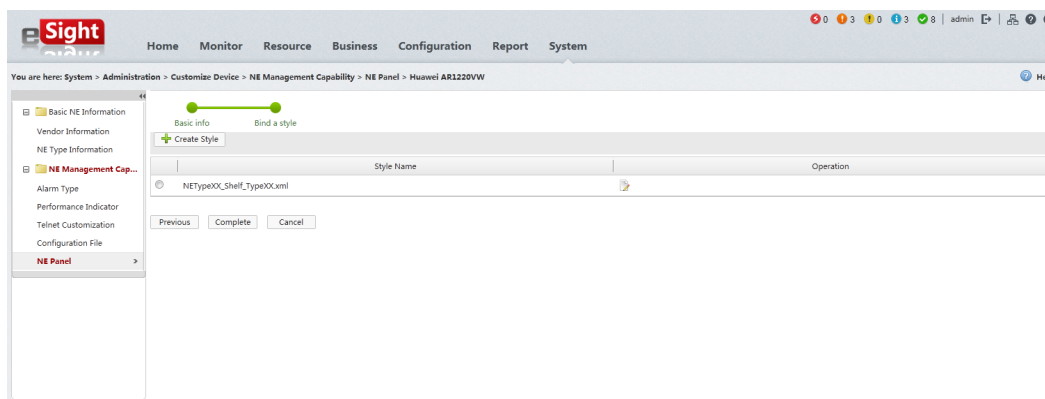 eSight
0 3 0 3 8 | admin
Home Monitor Resource Business Configuration Report System
You are here: System > Administration > Customize Device > NE Management Capability > NE Panel > Huawei AR1220VW
Basic NE Information
Vendor Information
NE Type Information
NE Management Cap...
Alarm Type
Performance Indicator
Telnet Customization
Configuration File
NE Panel >
Basic info Bind a style
Create Style
Style Name Operation
NETypeXX_Shelf_TypeXX.xml
Previous Complete Cancel